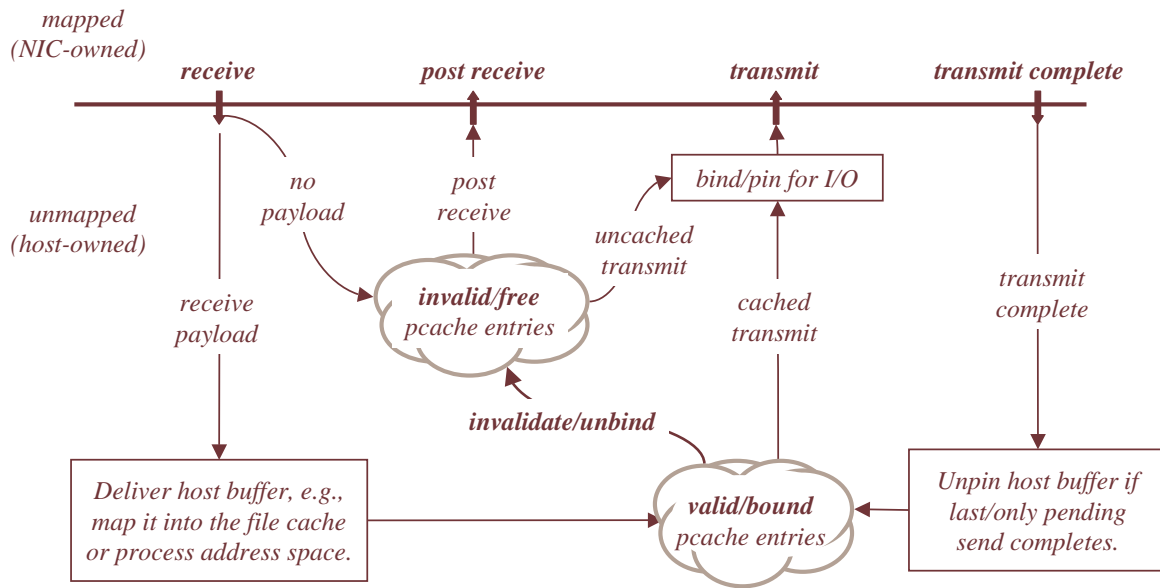 mapped
(NIC-owned)
receive
post receive
transmit
transmit complete
no
payload
post
receive
bind/pin for I/O
unmapped
(host-owned)
uncached
transmit
receive
payload
invalid/free
pcache entries
cached
transmit
transmit
complete
invalidate/unbind
Deliver host buffer, e.g.,
map it into the file cache
or process address space.
valid/bound
pcache entries
Unpin host buffer if
last/only pending
send completes.